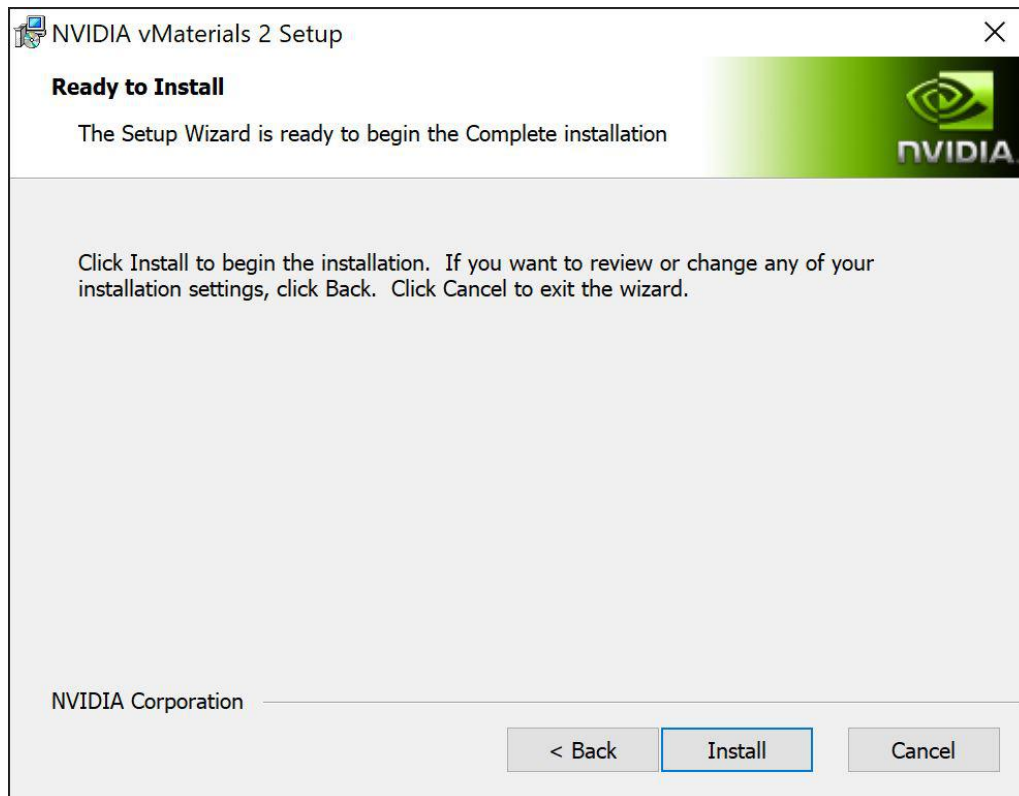 NVIDIA vMaterials 2 Setup
Ready to Install
The Setup Wizard is ready to begin the Complete installation
NVIDIA
Click Install to begin the installation.  If you want to review or change any of your
installation settings, click Back.  Click Cancel to exit the wizard.
NVIDIA Corporation
< Back
Install
Cancel